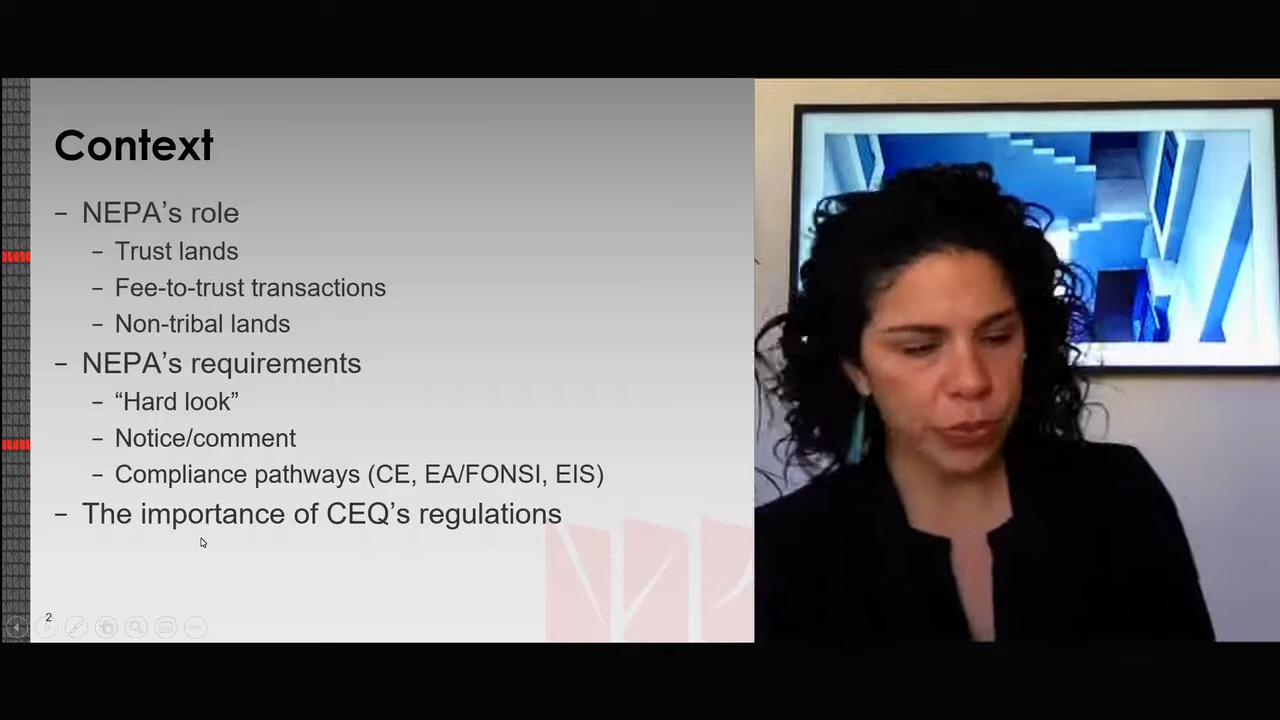 Context
– NEPA’s role
– Trust lands
– Fee-to-trust transactions
– Non-tribal lands
– NEPA’s requirements
– “Hard look”
– Notice/comment
– Compliance pathways (CE, EA/FONSI, EIS)
– The importance of CEQ’s regulations
2